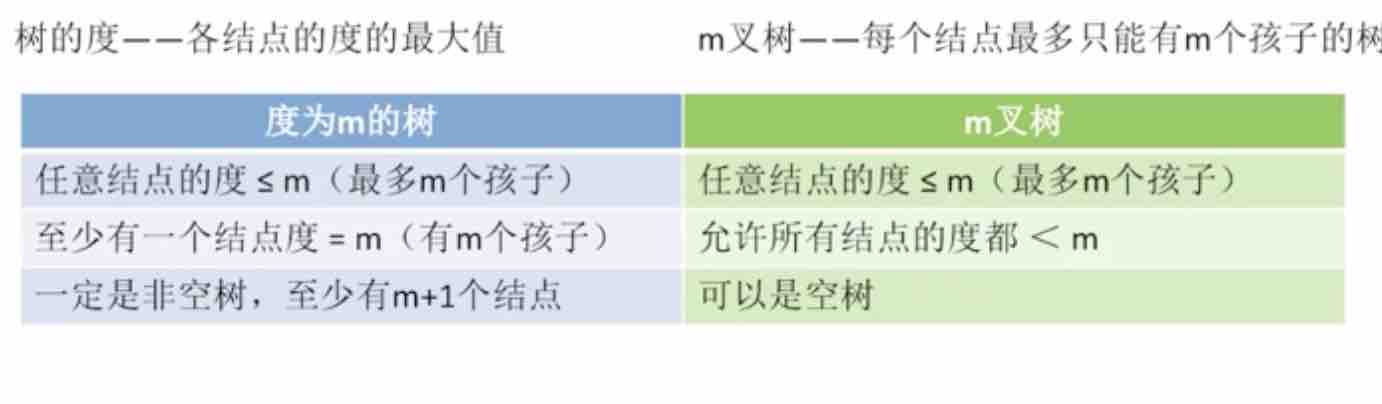 树的度——各结点的度的最大值
m叉树——每个结点最多只能有m个孩子的树
度为m的树
m叉树
任意结点的度 ≤ m（最多m个孩子）
任意结点的度 ≤ m（最多m个孩子）
至少有一个结点度 = m（有m个孩子）
允许所有结点的度都 ＜ m
一定是非空树，至少有m+1个结点
可以是空树